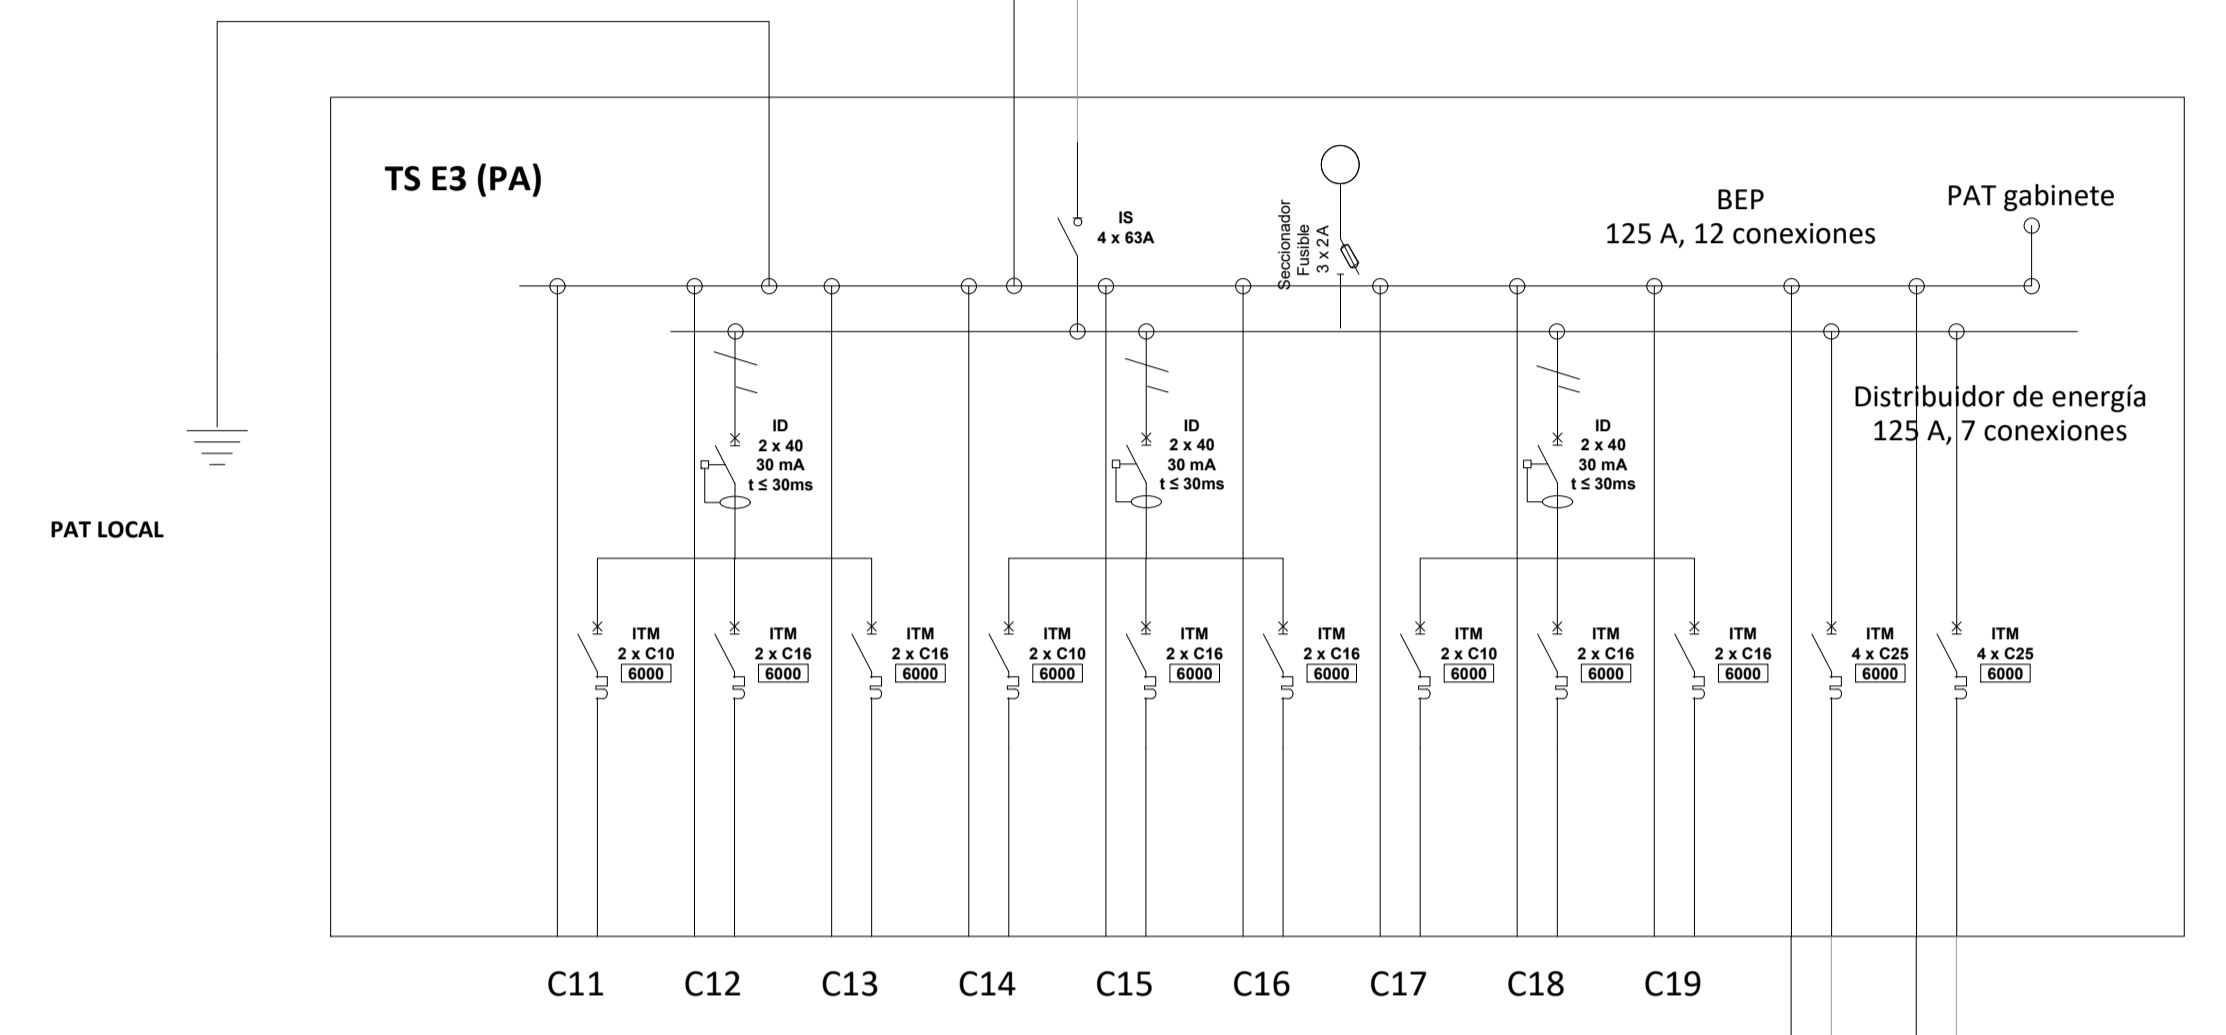 TS E3 (PA)
IS
4 x 63A
Seccionador
Fusible
3 x 2A
BEP
125 A, 12 conexiones
PAT gabinete
Distribuidor de energía
125 A, 7 conexiones
ID
2 x 40
30 mA
t ≤ 30ms
ID
2 x 40
30 mA
t ≤ 30ms
ID
2 x 40
30 mA
t ≤ 30ms
PAT LOCAL
ITM
2 x C10
6000
ITM
2 x C16
6000
ITM
2 x C16
6000
ITM
2 x C10
6000
ITM
2 x C16
6000
ITM
2 x C16
6000
ITM
2 x C10
6000
ITM
2 x C16
6000
ITM
2 x C16
6000
ITM
4 x C25
6000
ITM
4 x C25
6000
C11
C12
C13
C14
C15
C16
C17
C18
C19